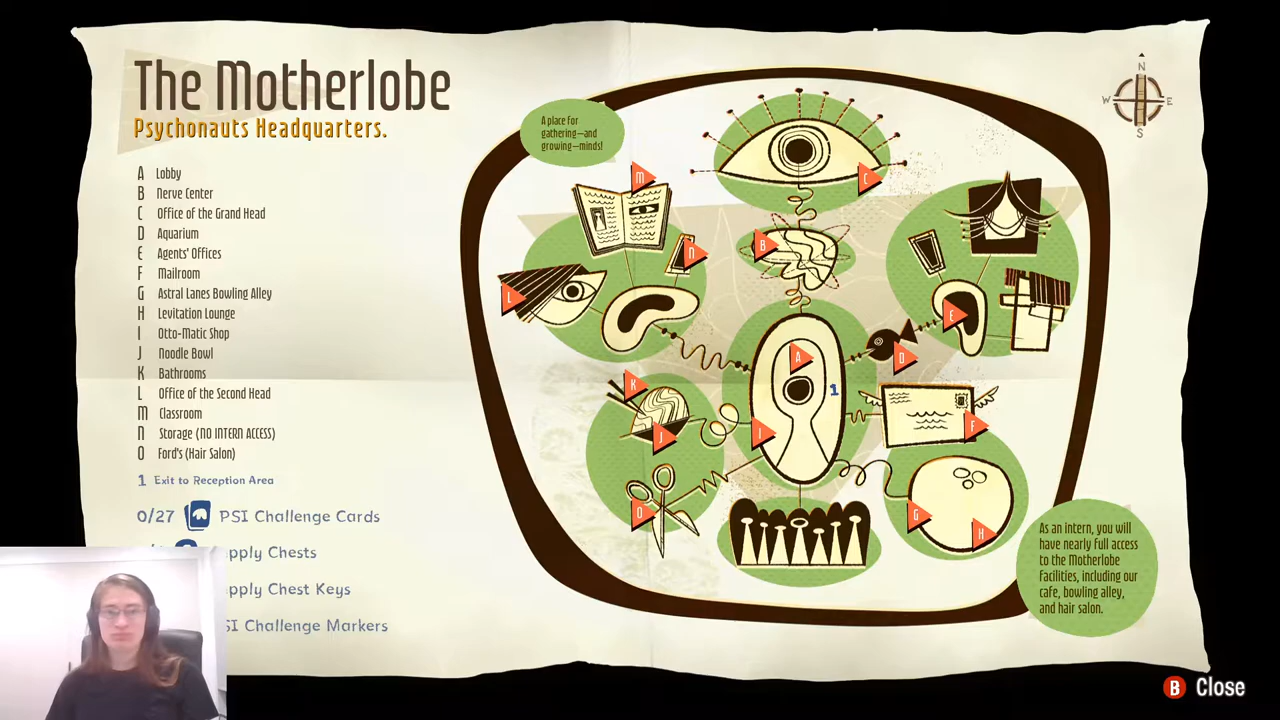 The Motherlobe
Psychonauts Headquarters.
A Lobby
B Nerve Center
C Office of the Grand Head
D Aquarium
E Agents' Offices
F Mailroom
G Astral Lanes Bowling Alley
H Levitation Lounge
I Otto-Matic Shop
J Noodle Bowl
K Bathrooms
L Office of the Second Head
M Classroom
N Storage (NO INTERN ACCESS)
O Ford's (Hair Salon)
1 Exit to Reception Area
0/27 PSI Challenge Cards
pply Chests
pply Chest Keys
SI Challenge Markers
A place for
gathering—and
growing—minds!
N
W E
S
M
C
N
B
L
E
A
D
K
1
J
I
F
O
G
H
As an intern, you will
have nearly full access
to the Motherlobe
Facilities, including our
cafe, bowling alley,
and hair salon.
B Close